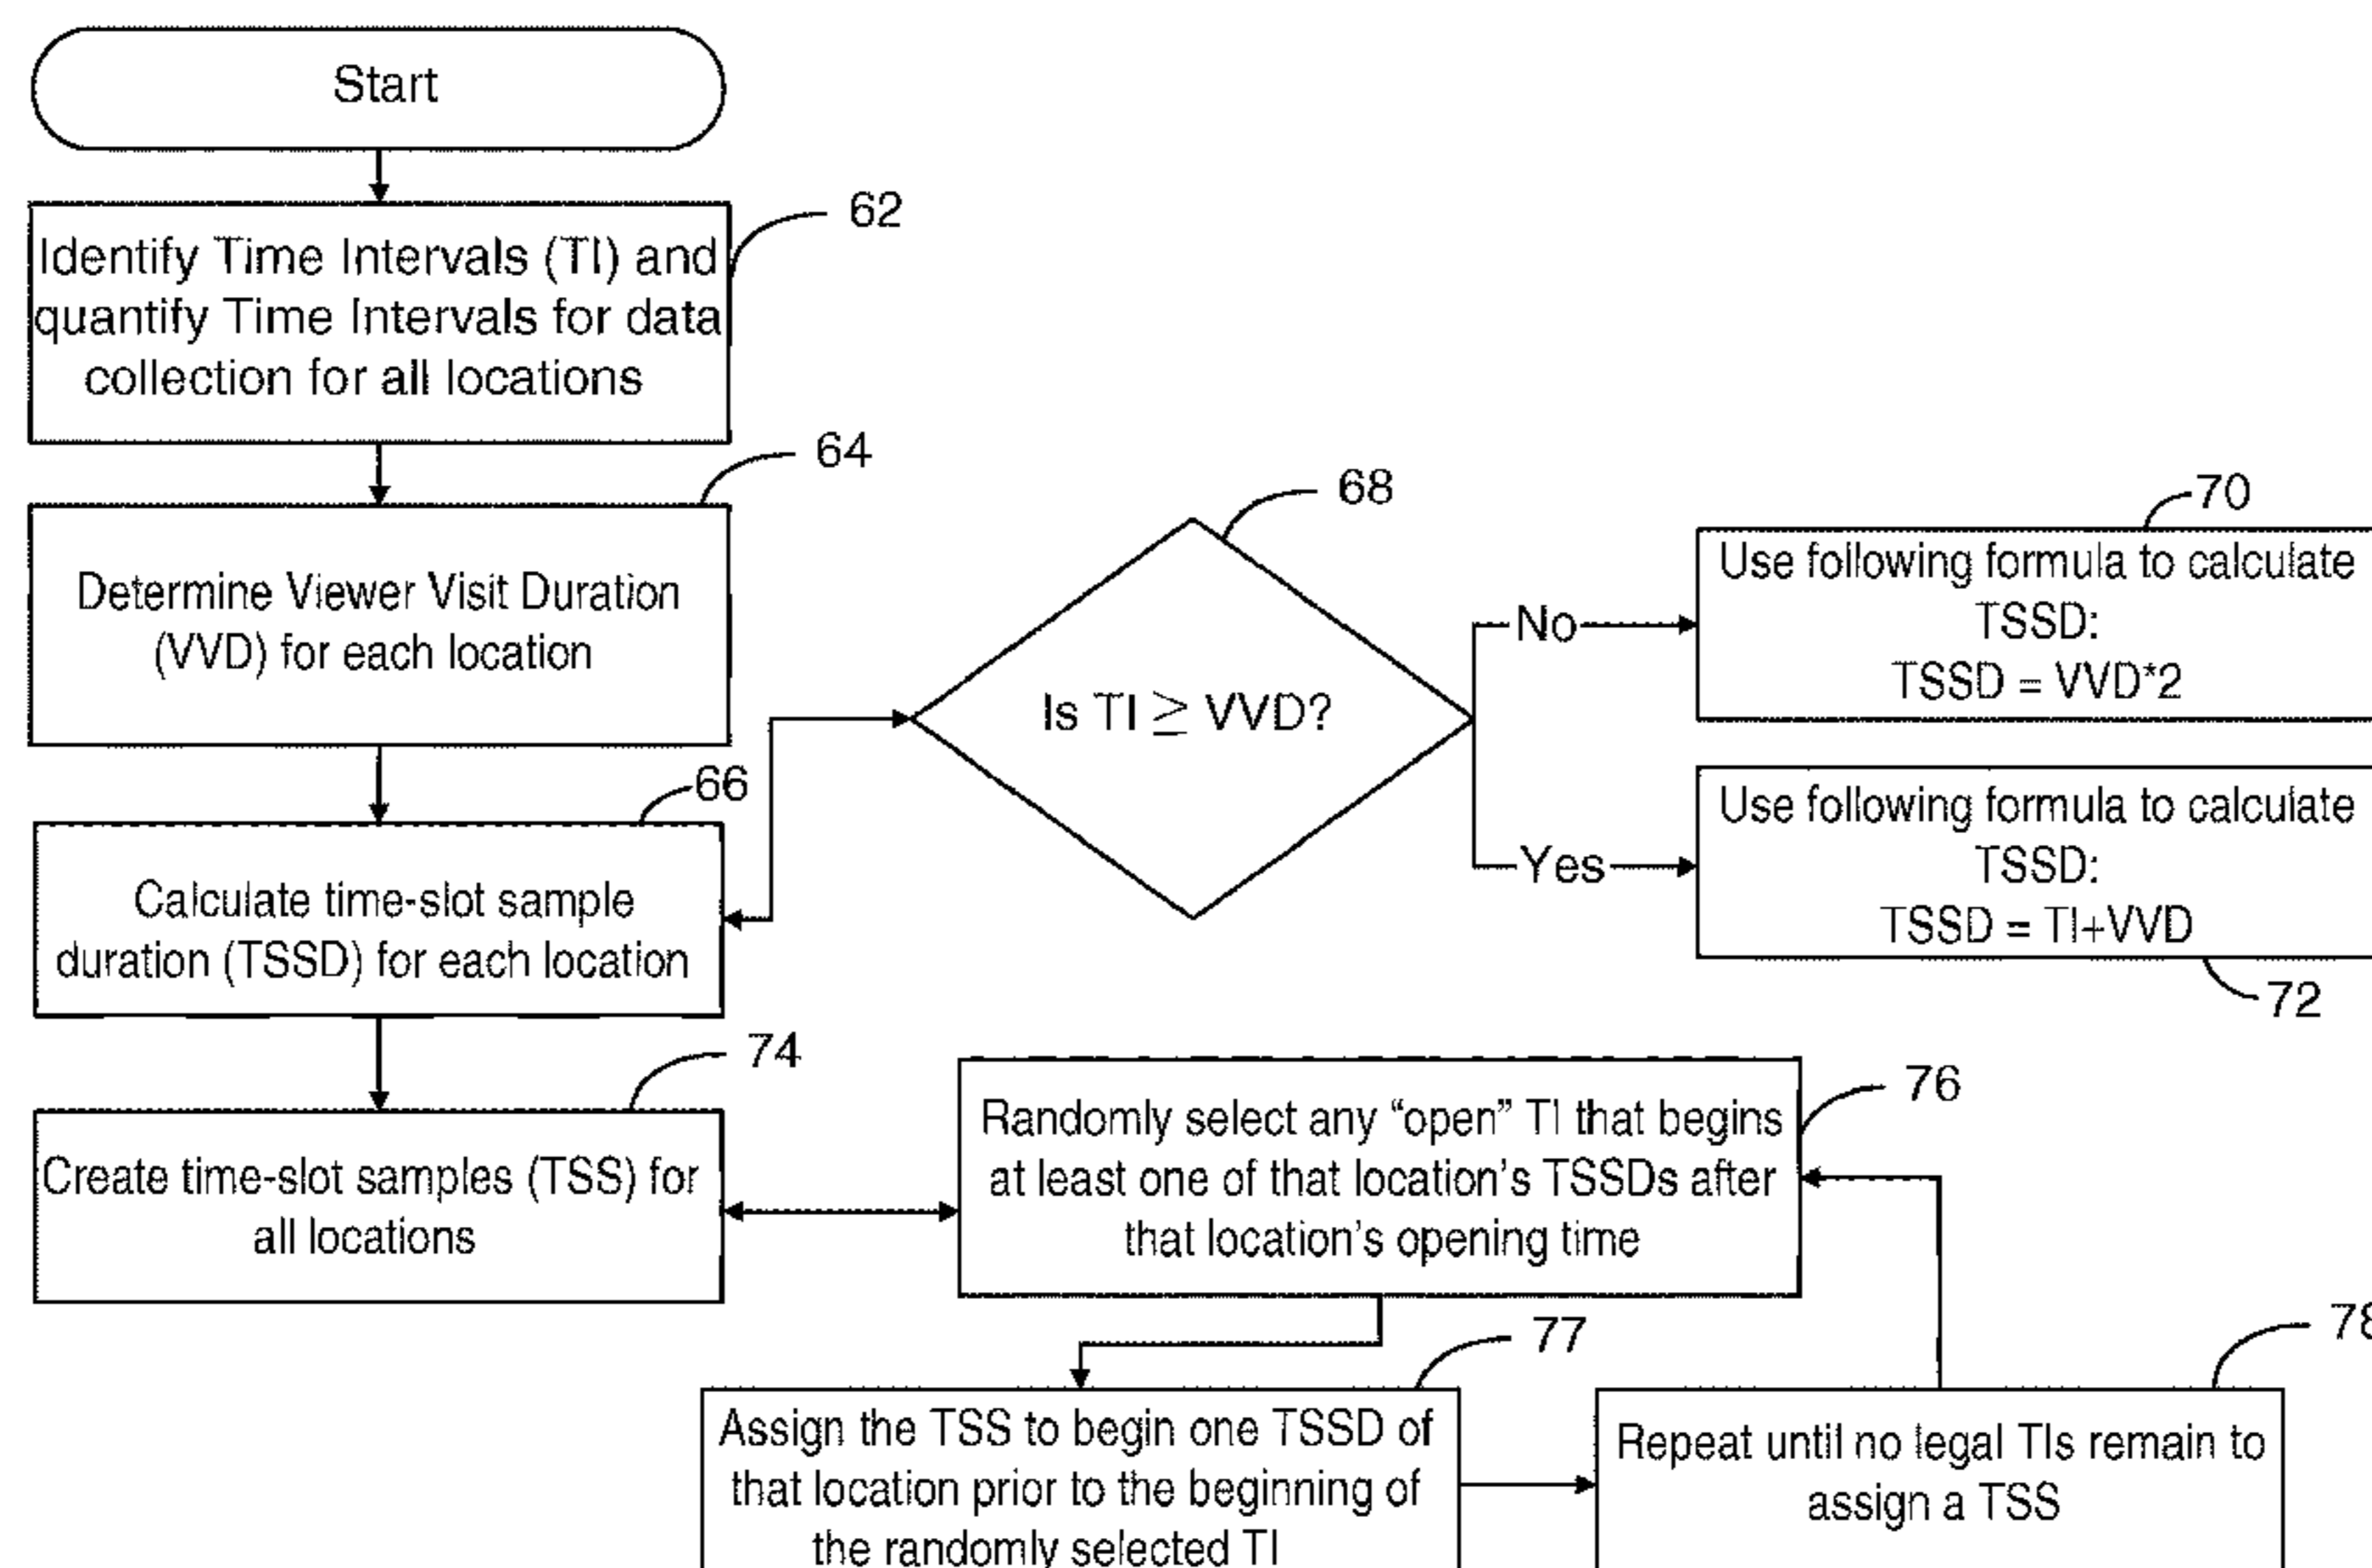 Start
62
Identify Time Intervals (TI) and
quantify Time Intervals for data
collection for all locations
64
Determine Viewer Visit Duration
(VVD) for each location
66
Calculate time-slot sample
duration (TSSD) for each location
68
Is TI ≥ VVD?
No
70
Use following formula to calculate
TSSD:
TSSD = VVD*2
Yes
Use following formula to calculate
TSSD:
TSSD = TI+VVD
72
74
Create time-slot samples (TSS) for
all locations
76
Randomly select any “open” TI that begins
at least one of that location's TSSDs after
that location's opening time
77
Assign the TSS to begin one TSSD of
that location prior to the beginning of
the randomly selected TI
78
Repeat until no legal TIs remain to
assign a TSS